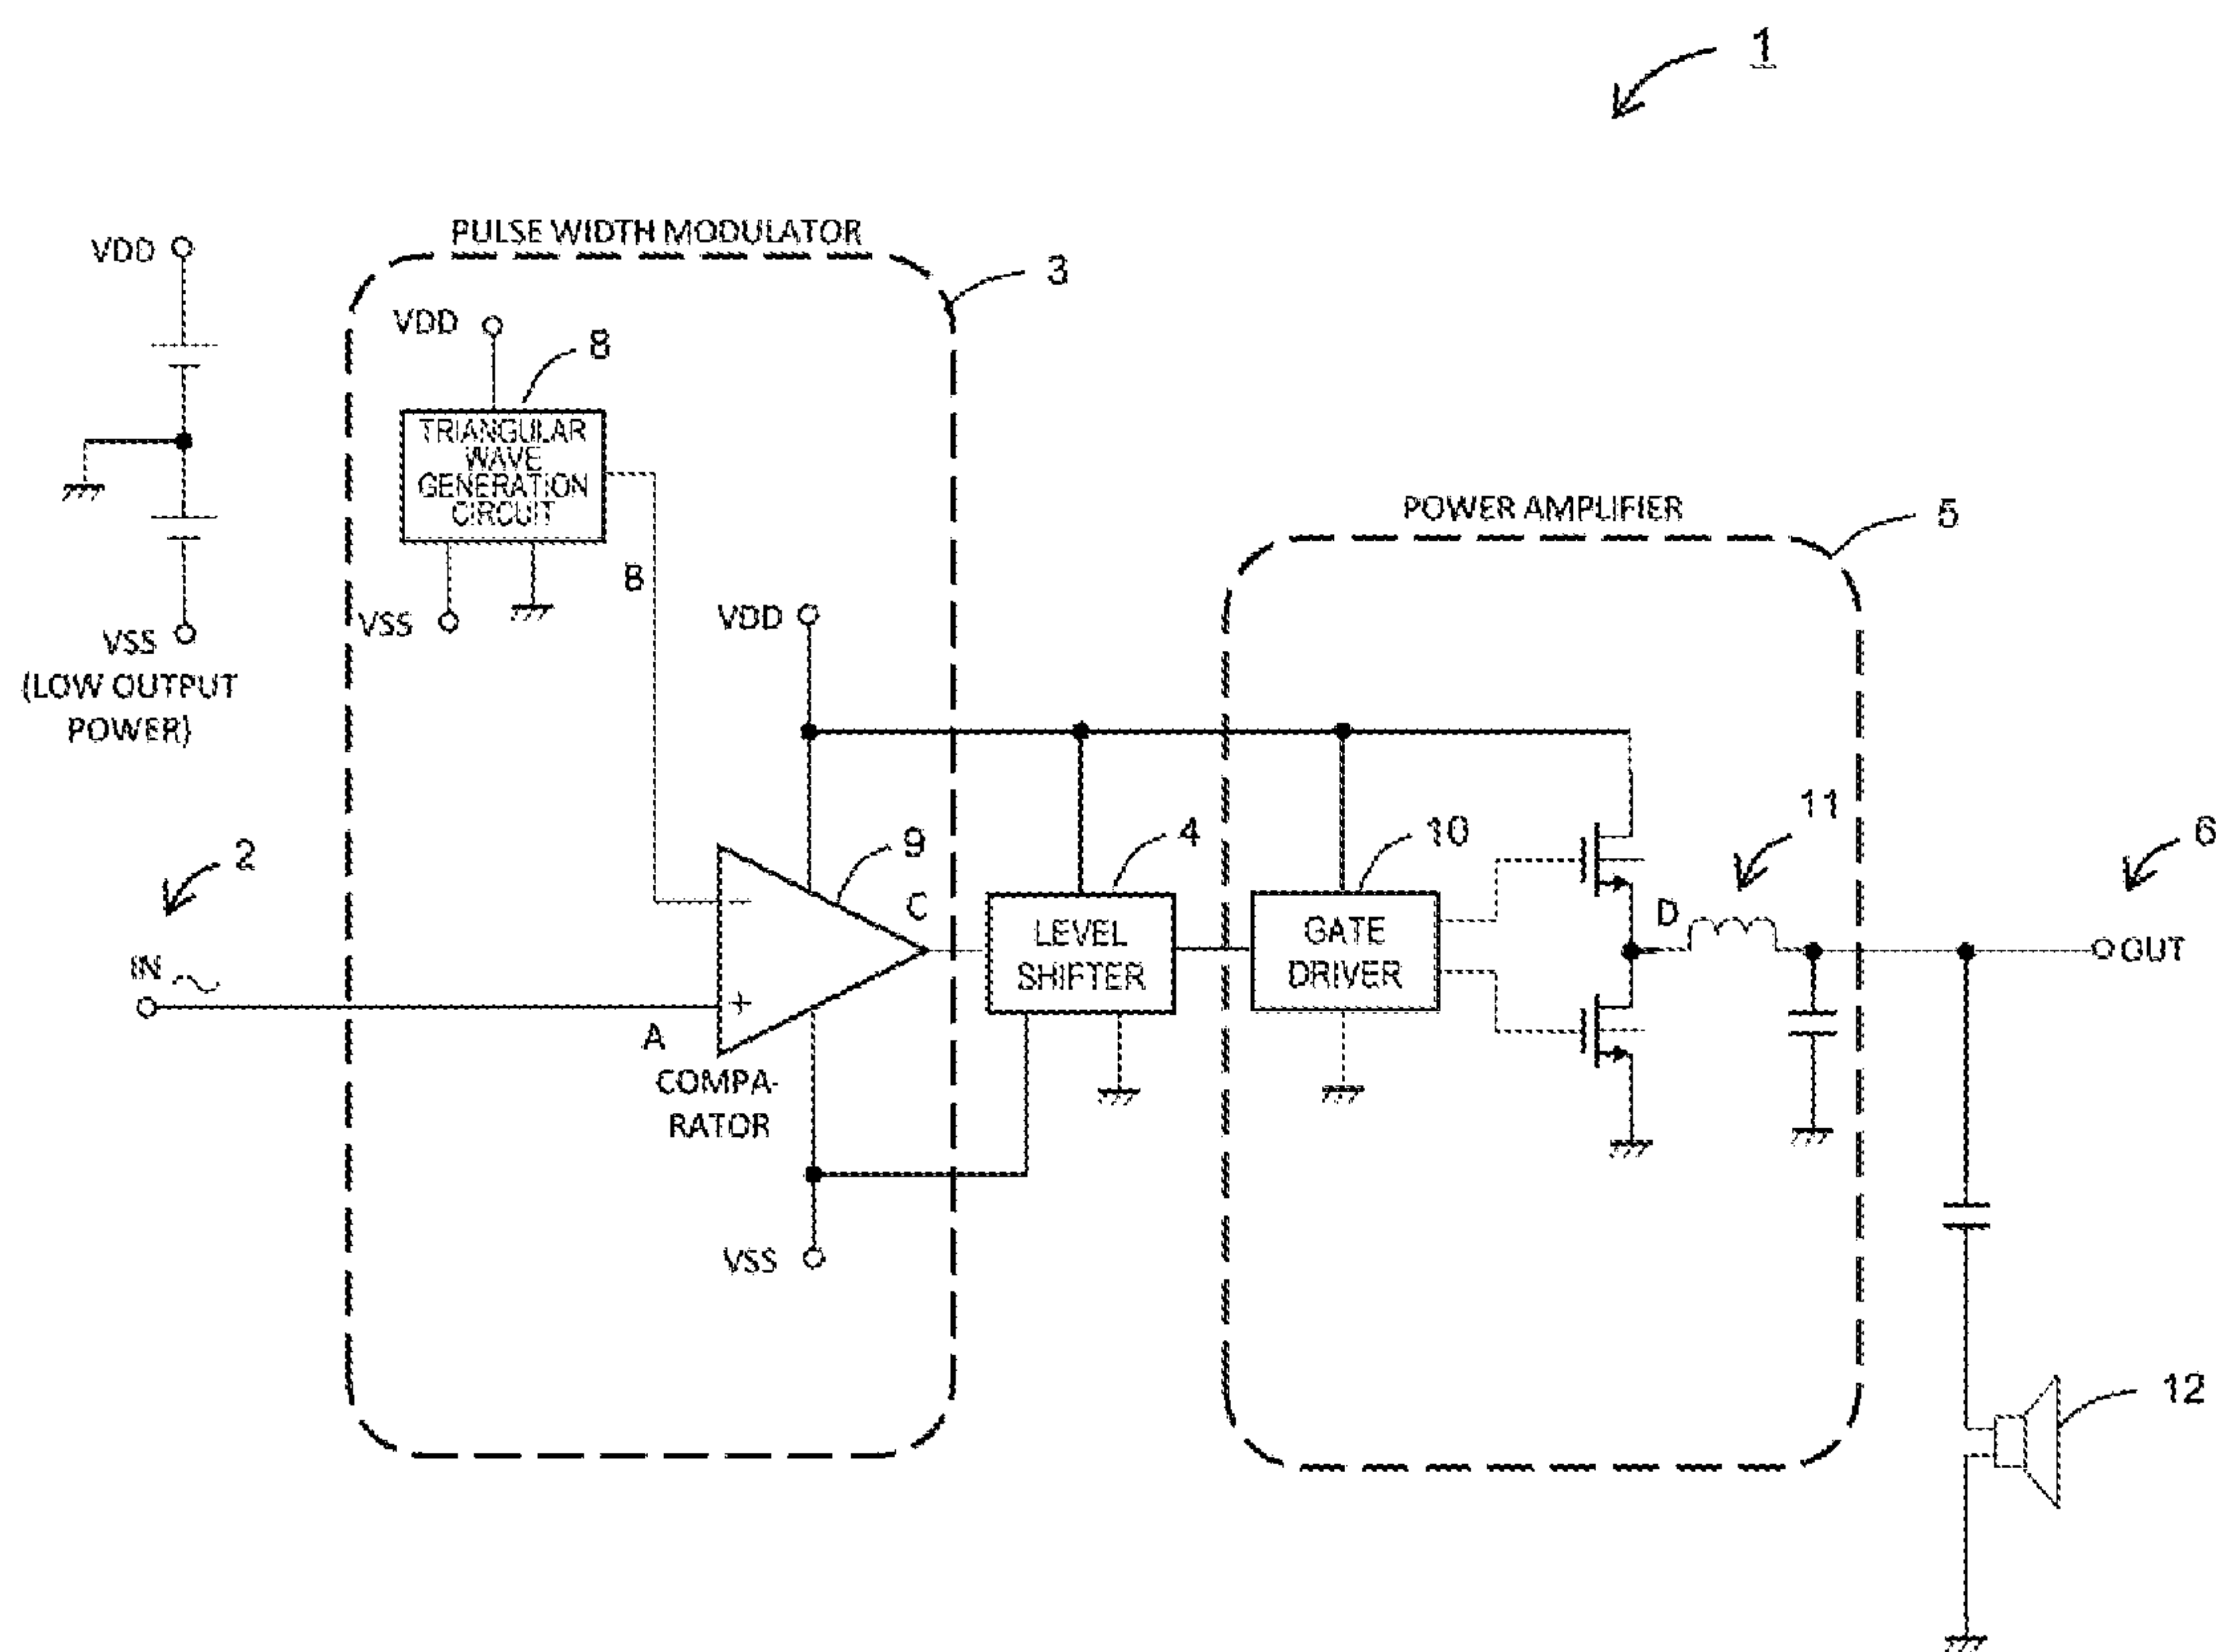 1
PULSE WIDTH MODULATOR
3
VDD
VDD
8
TRIANGULAR
WAVE
GENERATION
CIRCUIT
POWER AMPLIFIER
5
B
VSS
VDD
VSS
(LOW OUTPUT
POWER)
2
9
4
10
11
6
C
D
IN
−
LEVEL
SHIFTER
GATE
DRIVER
OUT
+
A
COMPA-
RATOR
VSS
12